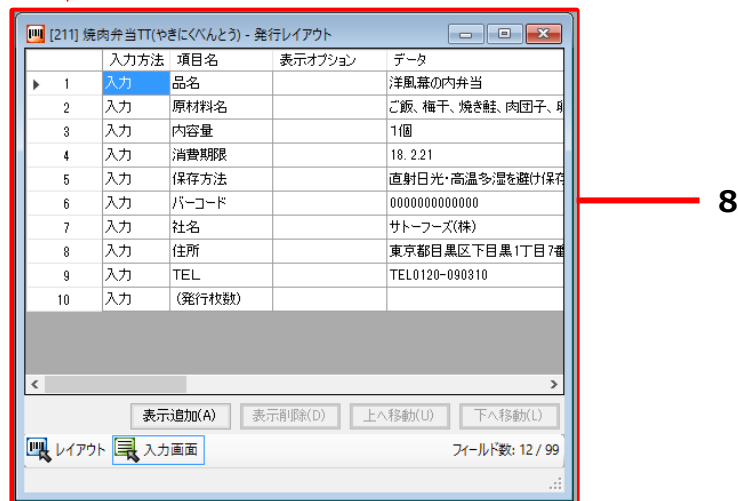 [211] 焼肉弁当TT(やきにくべんとう) - 発行レイアウト
入力方法 項目名 表示オプション データ
1 入力 品名 洋風幕の内弁当
2 入力 原材料名 ご飯、梅干、焼き鮭、肉団子、
3 入力 内容量 1個
4 入力 消費期限 18. 2.21
5 入力 保存方法 直射日光・高温多湿を避け保存
6 入力 バーコード 0000000000000
7 入力 社名 サトーフーズ(株)
8 入力 住所 東京都目黒区下目黒1丁目7番
9 入力 TEL TEL0120-090310
10 入力 (発行枚数)
表示追加(A) 表示削除(D) 上へ移動(U) 下へ移動(L)
レイアウト 入力画面 フィールド数: 12 / 99
8